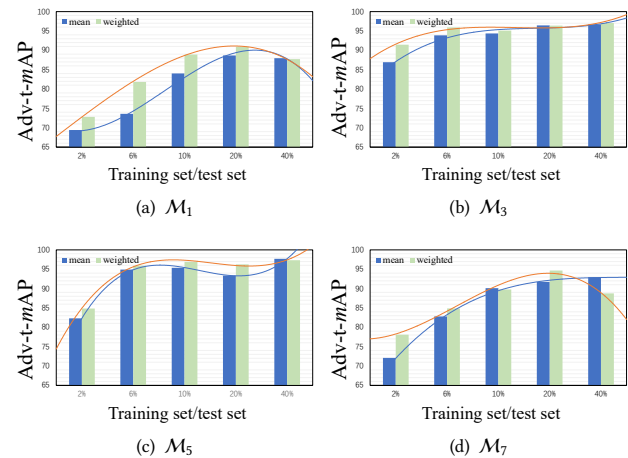 mean weighted
100
95
90
85
80
75
70
65
Adv-t-mAP
2% 6% 10% 20% 40%
Training set/test set
(a) M₁
mean weighted
100
95
90
85
80
75
70
65
Adv-t-mAP
2% 6% 10% 20% 40%
Training set/test set
(b) M₃
mean weighted
100
95
90
85
80
75
70
65
Adv-t-mAP
2% 6% 10% 20% 40%
Training set/test set
(c) M₅
mean weighted
100
95
90
85
80
75
70
65
Adv-t-mAP
2% 6% 10% 20% 40%
Training set/test set
(d) M₇